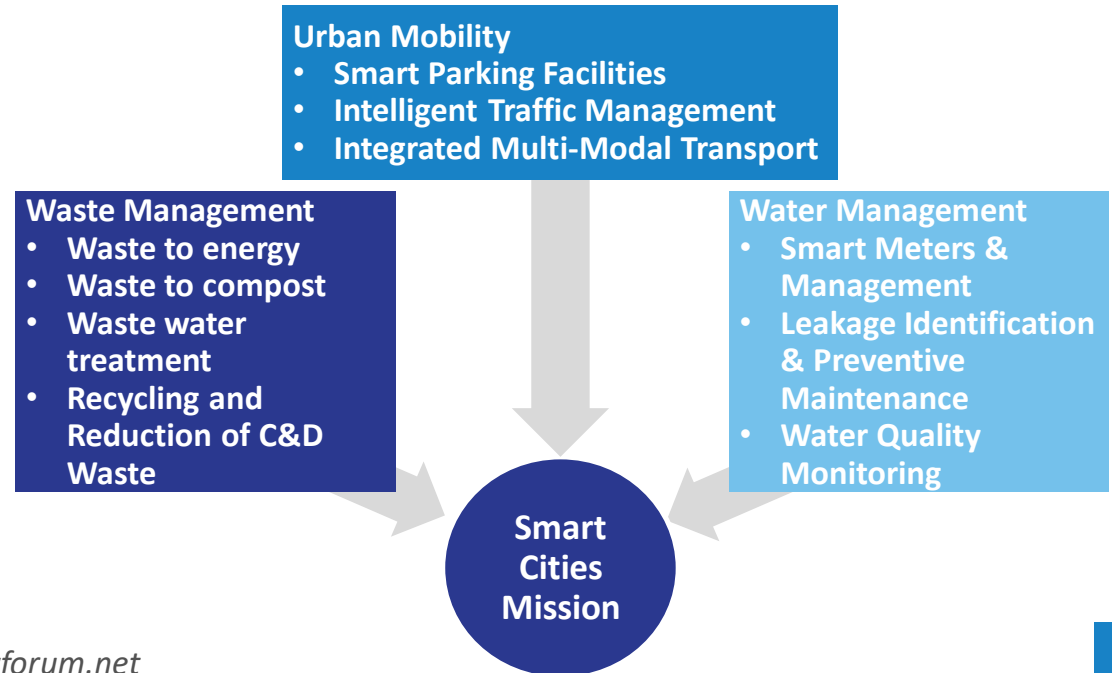 Urban Mobility
• Smart Parking Facilities
• Intelligent Traffic Management
• Integrated Multi-Modal Transport
Waste Management
• Waste to energy
• Waste to compost
• Waste water
treatment
• Recycling and
Reduction of C&D
Waste
Water Management
• Smart Meters &
Management
• Leakage Identification
& Preventive
Maintenance
• Water Quality
Monitoring
Smart
Cities
Mission
forum.net